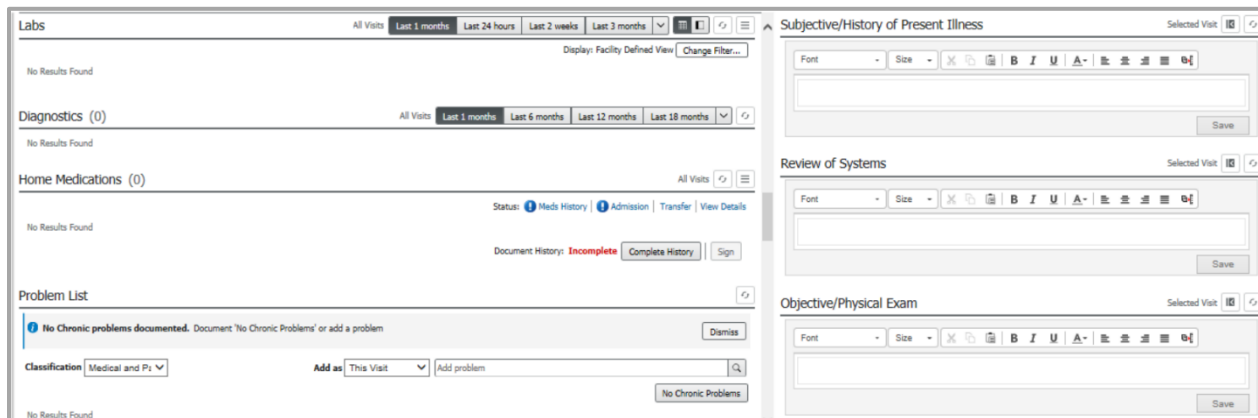 Labs
All Visits Last 1 months Last 24 hours Last 2 weeks Last 3 months
Display: Facility Defined View Change Filter...
No Results Found
Diagnostics (0)
All Visits Last 1 months Last 6 months Last 12 months Last 18 months
No Results Found
Home Medications (0)
All Visits
Status: Meds History Admission Transfer View Details
No Results Found
Document History: Incomplete Complete History Sign
Problem List
No Chronic problems documented. Document 'No Chronic Problems' or add a problem
Dismiss
Classification Medical and Pa Add as This Visit Add problem
No Chronic Problems
No Results Found
Subjective/History of Present Illness
Selected Visit
Font Size B I U A
Save
Review of Systems
Selected Visit
Font Size B I U A
Save
Objective/Physical Exam
Selected Visit
Font Size B I U A
Save